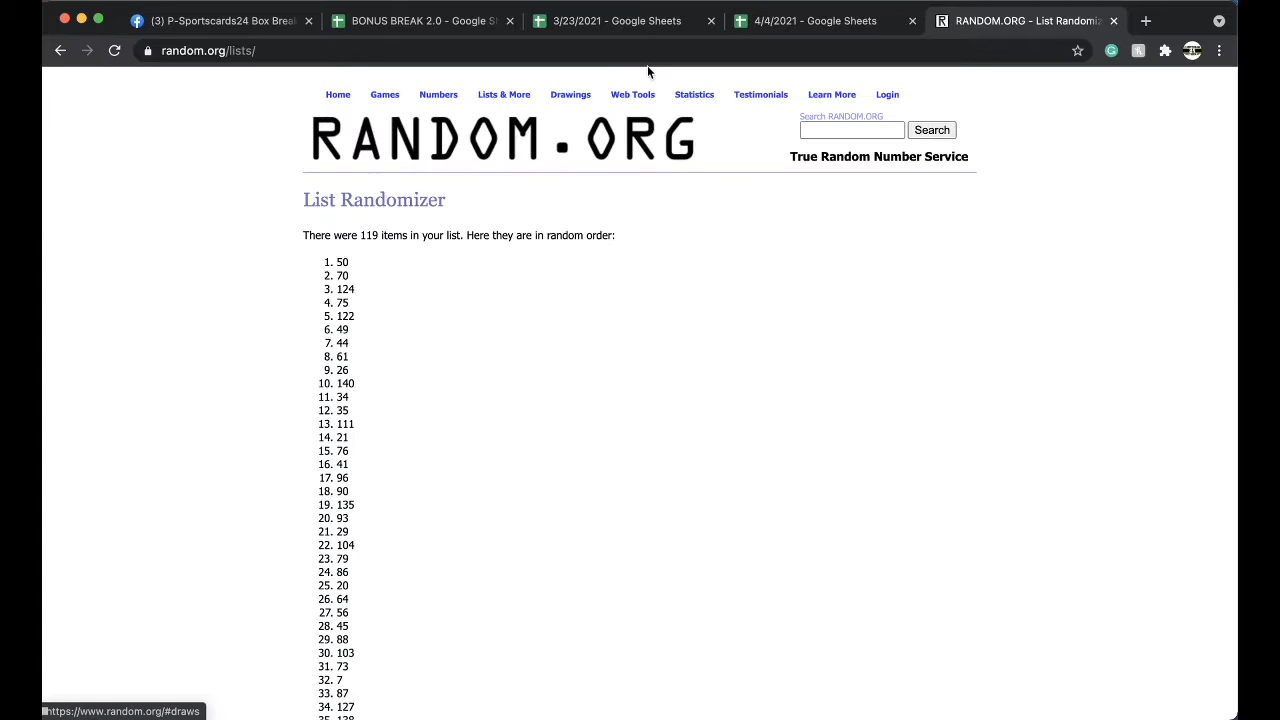 (3) P-Sportscards24 Box Break
BONUS BREAK 2.0 - Google S
3/23/2021 - Google Sheets
4/4/2021 - Google Sheets
RANDOM.ORG - List Randomiz
random.org/lists/
Home Games Numbers Lists & More Drawings Web Tools Statistics Testimonials Learn More Login
RANDOM.ORG
Search RANDOM.ORG
Search
True Random Number Service
List Randomizer
There were 119 items in your list. Here they are in random order:
1. 50
2. 70
3. 124
4. 75
5. 122
6. 49
7. 44
8. 61
9. 26
10. 140
11. 34
12. 35
13. 111
14. 21
15. 76
16. 41
17. 96
18. 90
19. 135
20. 93
21. 29
22. 104
23. 79
24. 86
25. 20
26. 64
27. 56
28. 45
29. 88
30. 103
31. 73
32. 7
33. 87
34. 127
35. 138
https://www.random.org/#draws